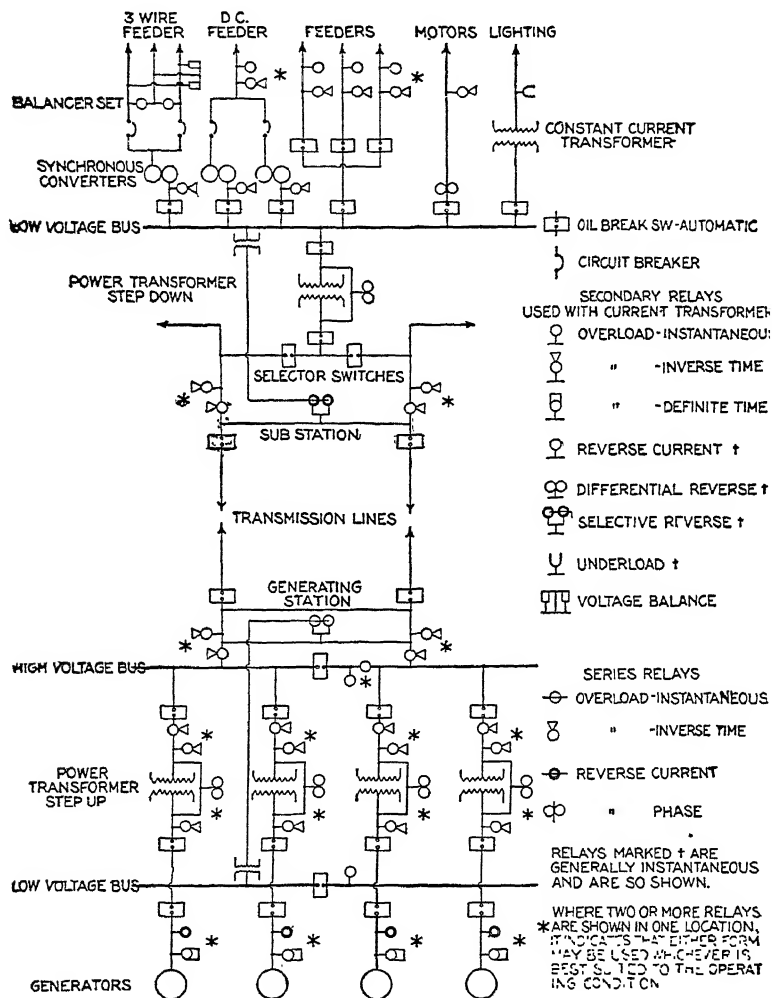 3 WIRE FEEDER
D.C. FEEDER
FEEDERS
MOTORS
LIGHTING
*
*
BALANCER SET
CONSTANT CURRENT TRANSFORMER
SYNCHRONOUS CONVERTERS
LOW VOLTAGE BUS
OIL BREAK SW-AUTOMATIC
CIRCUIT BREAKER
POWER TRANSFORMER STEP DOWN
SECONDARY RELAYS
USED WITH CURRENT TRANSFORMER
OVERLOAD-INSTANTANEOUS
SELECTOR SWITCHES
" -INVERSE TIME
*
*
" -DEFINITE TIME
SUB STATION
REVERSE CURRENT †
DIFFERENTIAL REVERSE †
TRANSMISSION LINES
SELECTIVE REVERSE †
UNDERLOAD †
GENERATING STATION
VOLTAGE BALANCE
*
*
HIGH VOLTAGE BUS
*
SERIES RELAYS
OVERLOAD-INSTANTANEOUS
" -INVERSE TIME
* * * *
POWER TRANSFORMER STEP UP
REVERSE CURRENT
" PHASE
* * * *
RELAYS MARKED † ARE
GENERALLY INSTANTANEOUS
AND ARE SO SHOWN.
LOW VOLTAGE BUS
WHERE TWO OR MORE RELAYS
* ARE SHOWN IN ONE LOCATION,
IT INDICATES THAT EITHER FORM
MAY BE USED WHICHEVER IS
BEST SUITED TO THE OPERAT
ING CONDITION
* * * *
GENERATORS